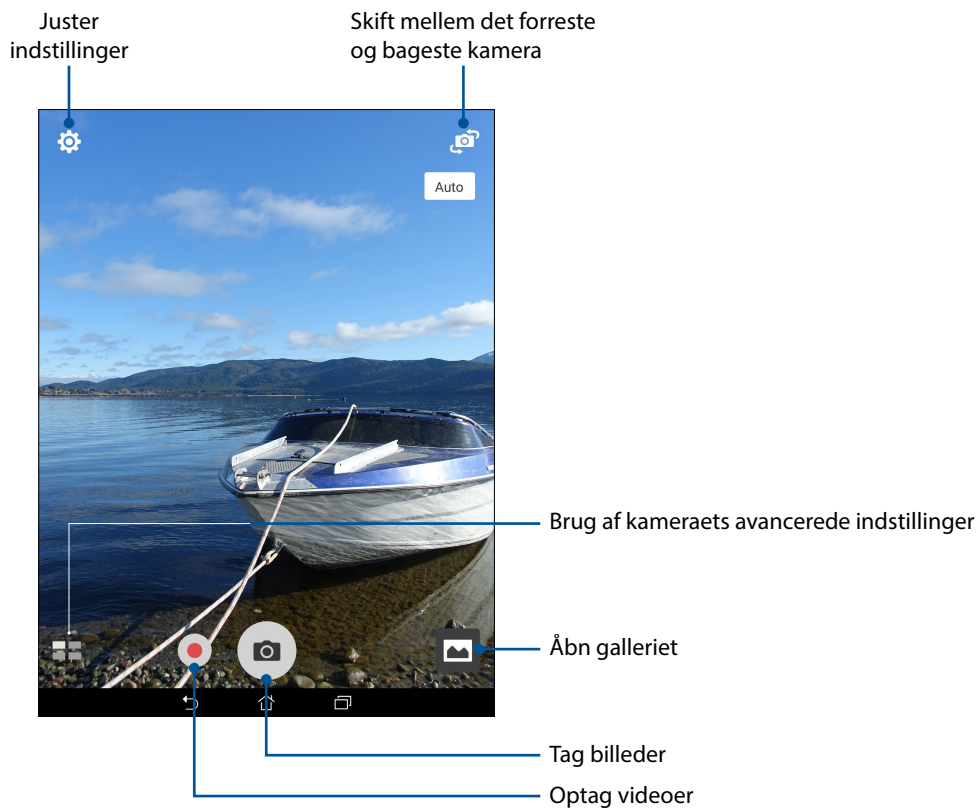 Juster
indstillinger
Skift mellem det forreste
og bageste kamera
Auto
Brug af kameraets avancerede indstillinger
Åbn galleriet
Tag billeder
Optag videoer